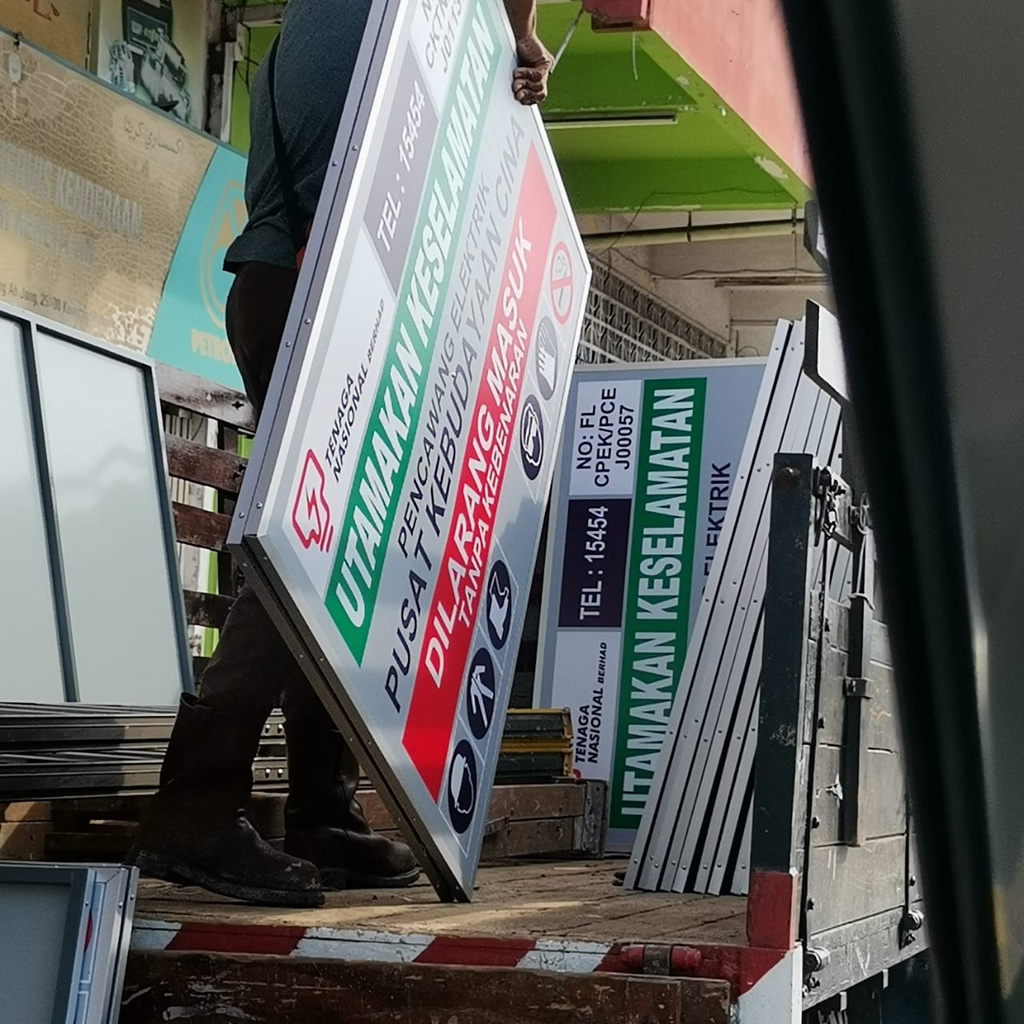 KENDERAAN
TENAGA
NASIONAL BERHAD
TEL : 15454
UTAMAKAN KESELAMATAN
PENCAWANG ELEKTRIK
PUSAT KEBUDAYAAN CINA
DILARANG MASUK
TANPA KEBENARAN
TENAGA
NASIONAL BERHAD
TEL : 15454
NO: FL
CPEK/PCE
J00057
UTAMAKAN KESELAMATAN
ELEKTRIK